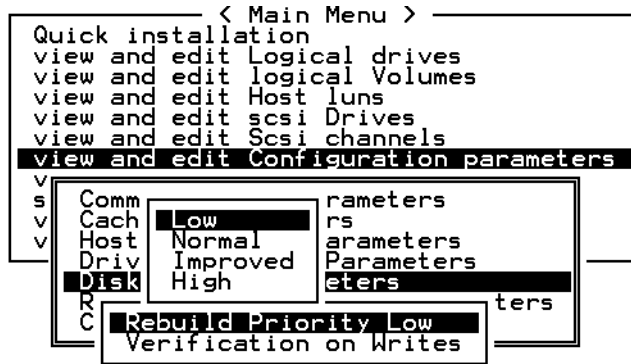 < Main Menu >
Quick installation
view and edit Logical drives
view and edit logical Volumes
view and edit Host luns
view and edit scsi Drives
view and edit Scsi channels
view and edit Configuration parameters
v
s Comm rameters
v Cach Low rs
v Host Normal arameters
Driv Improved Parameters
Disk High eters
R ters
C Rebuild Priority Low
Verification on Writes